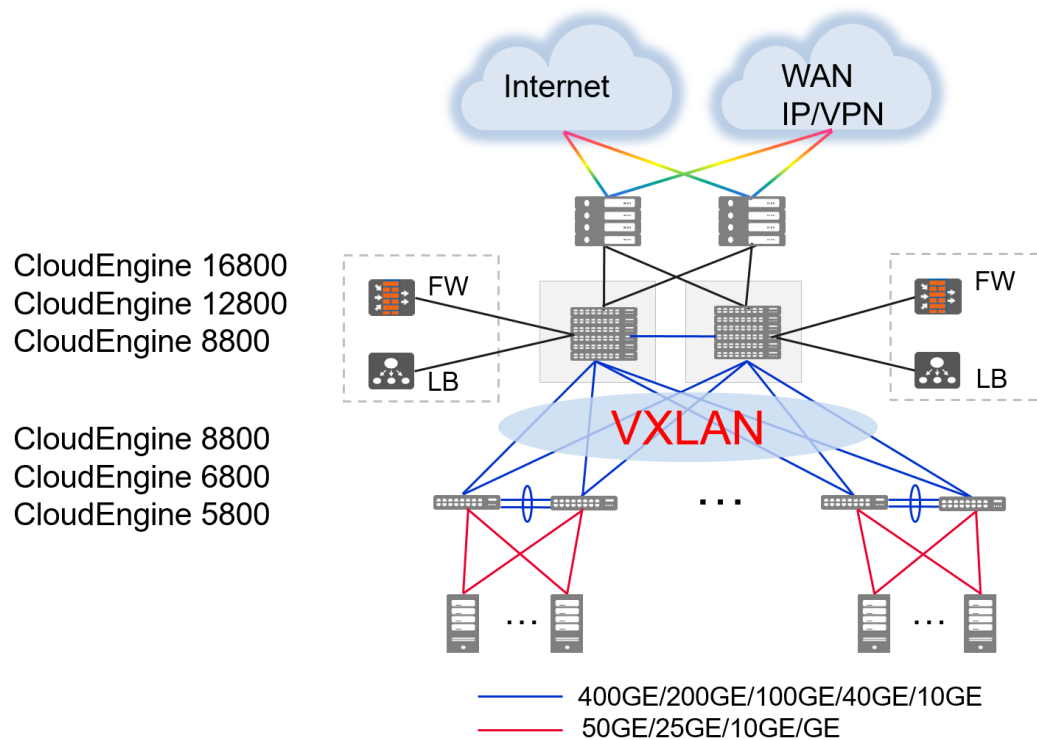 Internet
WAN
IP/VPN
CloudEngine 16800
CloudEngine 12800
CloudEngine 8800
FW
LB
FW
LB
VXLAN
CloudEngine 8800
CloudEngine 6800
CloudEngine 5800
...
...
...
400GE/200GE/100GE/40GE/10GE
50GE/25GE/10GE/GE